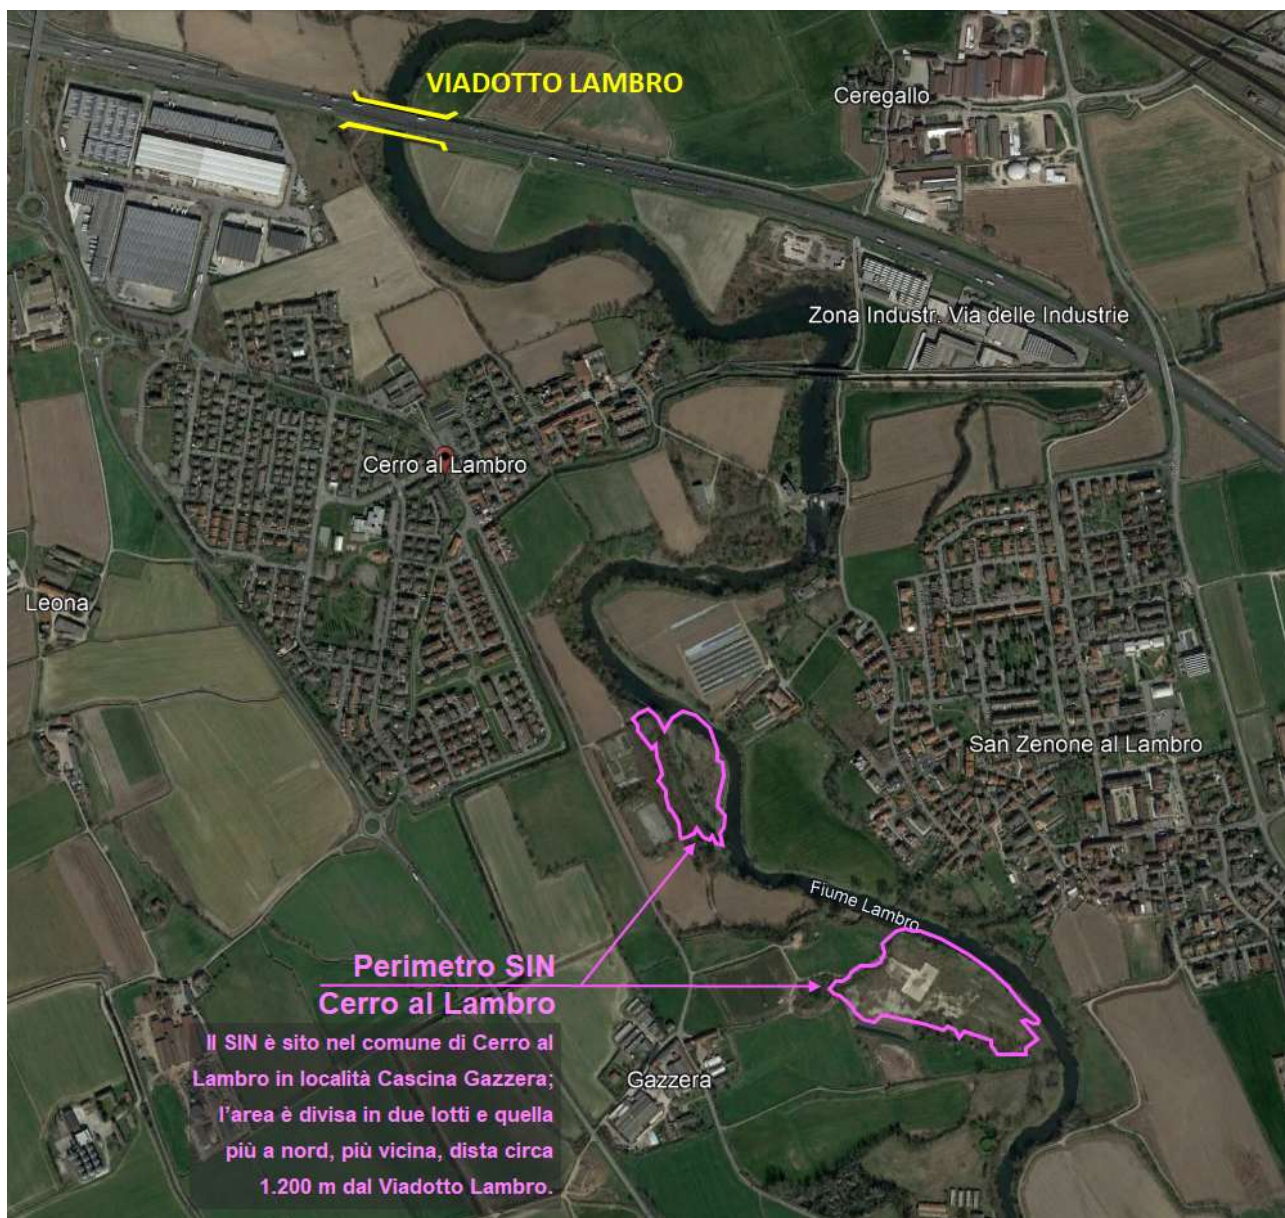 VIADOTTO LAMBRO
Ceregallo
Zona Industr. Via delle Industrie
Cerro al Lambro
Leona
San Zenone al Lambro
Fiume Lambro
Perimetro SIN
Cerro al Lambro
Il SIN è sito nel comune di Cerro al
Lambro in località Cascina Gazzera;
l'area è divisa in due lotti e quella
più a nord, più vicina, dista circa
1.200 m dal Viadotto Lambro.
Gazzera